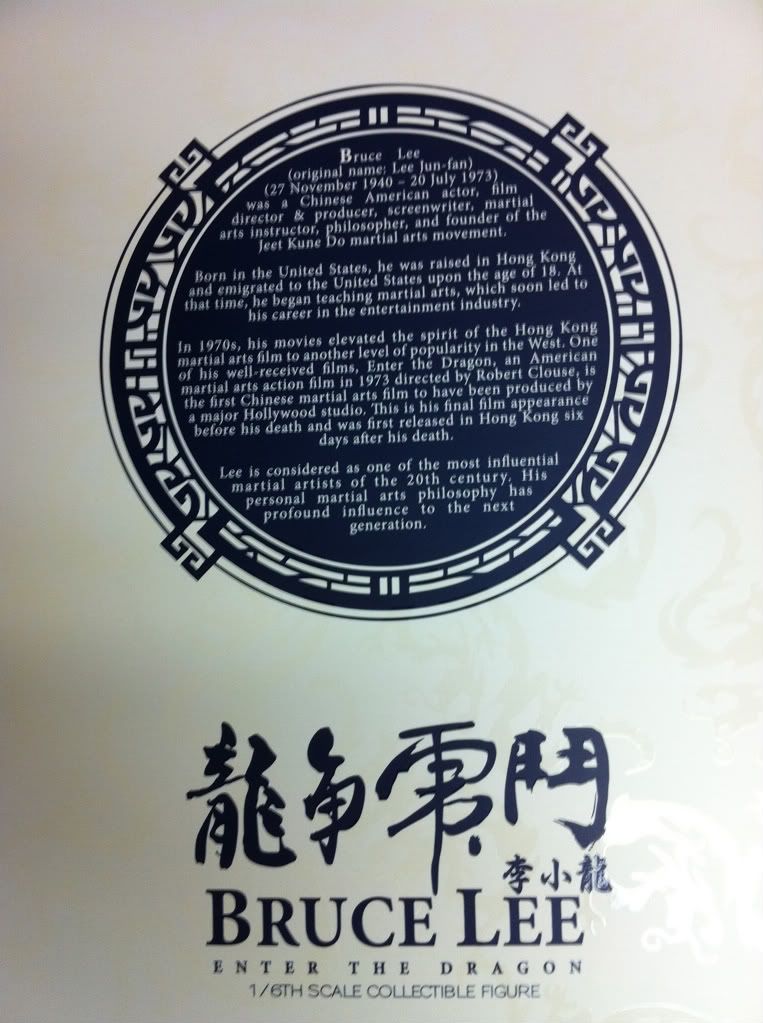 Bruce Lee
(original name: Lee Jun-fan)
(27 November 1940 – 20 July 1973)
was a Chinese American actor, film
director & producer, screenwriter, martial
arts instructor, philosopher, and founder of the
Jeet Kune Do martial arts movement.
Born in the United States, he was raised in Hong Kong
and emigrated to the United States upon the age of 18. At
that time, he began teaching martial arts, which soon led to
his career in the entertainment industry.
In 1970s, his movies elevated the spirit of the Hong Kong
martial arts film to another level of popularity in the West. One
of his well-received films, Enter the Dragon, an American
martial arts action film in 1973 directed by Robert Clouse, is
the first Chinese martial arts film to have been produced by
a major Hollywood studio. This is his final film appearance
before his death and was first released in Hong Kong six
days after his death.
Lee is considered as one of the most influential
martial artists of the 20th century. His
personal martial arts philosophy has
profound influence to the next
generation.
龍爭虎鬥
李小龍
BRUCE LEE
ENTER THE DRAGON
1/6TH SCALE COLLECTIBLE FIGURE